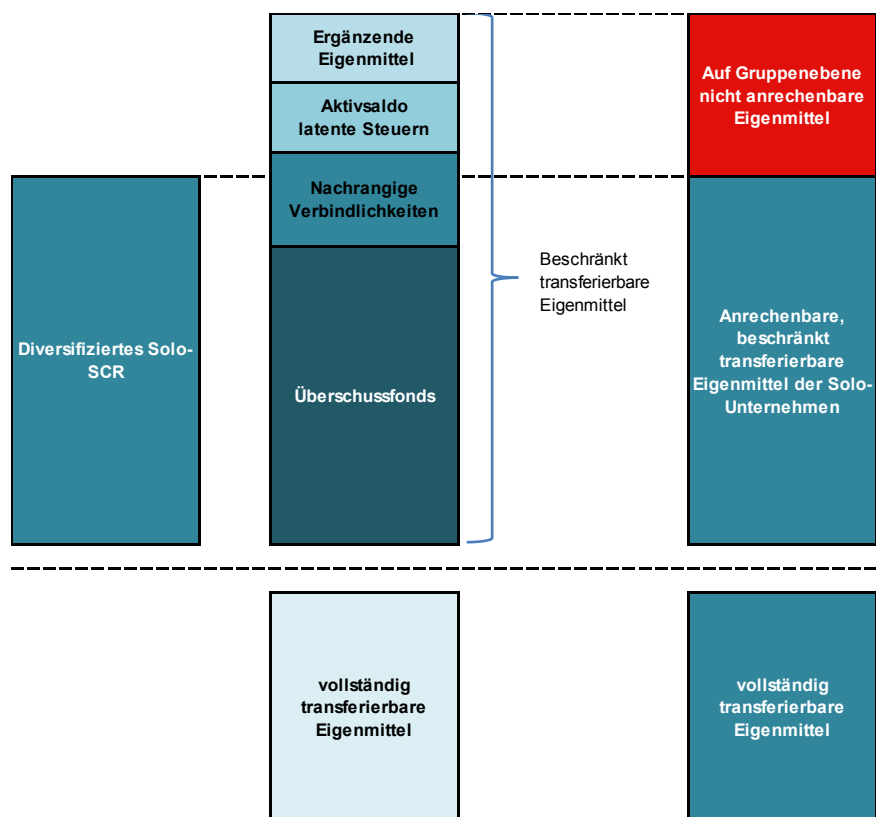 Ergänzende
Eigenmittel
Aktivsaldo
latente Steuern
Nachrangige
Verbindlichkeiten
Überschussfonds
Diversifiziertes Solo-
SCR
Beschränkt
transferierbare
Eigenmittel
Auf Gruppenebene
nicht anrechenbare
Eigenmittel
Anrechenbare,
beschränkt
transferierbare
Eigenmittel der Solo-
Unternehmen
vollständig
transferierbare
Eigenmittel
vollständig
transferierbare
Eigenmittel